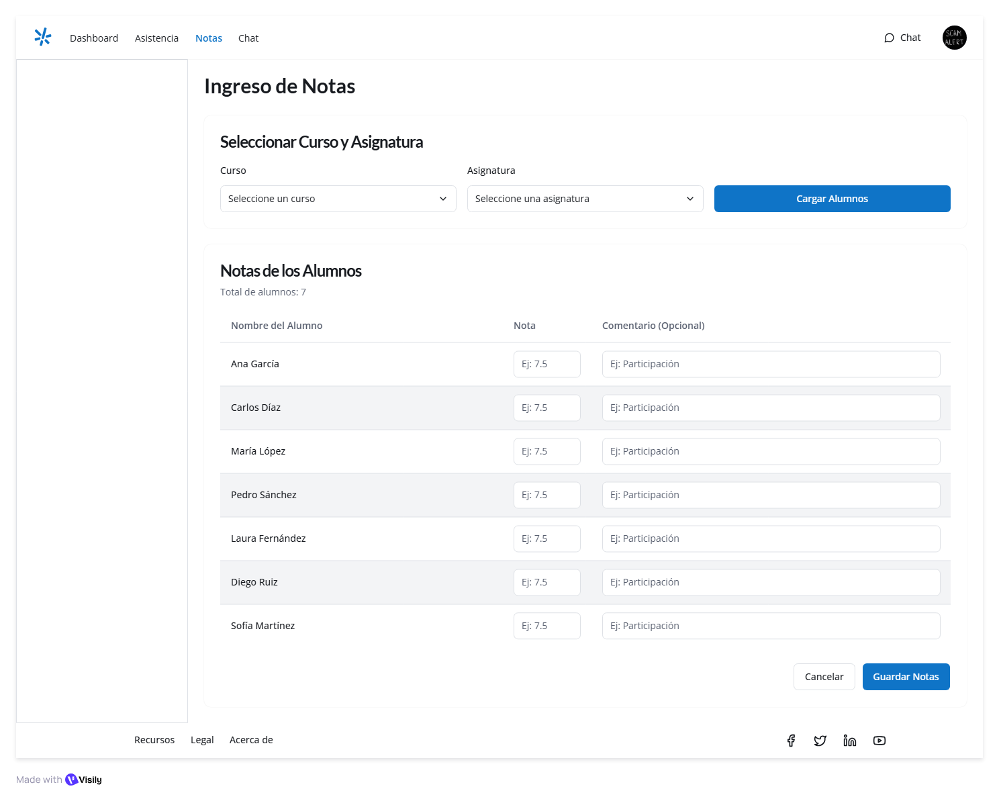 Dashboard Asistencia Notas Chat Chat
SCAM
ALERT
Ingreso de Notas
Seleccionar Curso y Asignatura
Curso Asignatura
Seleccione un curso Seleccione una asignatura Cargar Alumnos
Notas de los Alumnos
Total de alumnos: 7
Nombre del Alumno Nota Comentario (Opcional)
Ana García Ej: 7.5 Ej: Participación
Carlos Díaz Ej: 7.5 Ej: Participación
María López Ej: 7.5 Ej: Participación
Pedro Sánchez Ej: 7.5 Ej: Participación
Laura Fernández Ej: 7.5 Ej: Participación
Diego Ruiz Ej: 7.5 Ej: Participación
Sofía Martínez Ej: 7.5 Ej: Participación
Cancelar Guardar Notas
Recursos Legal Acerca de
Made with Visily